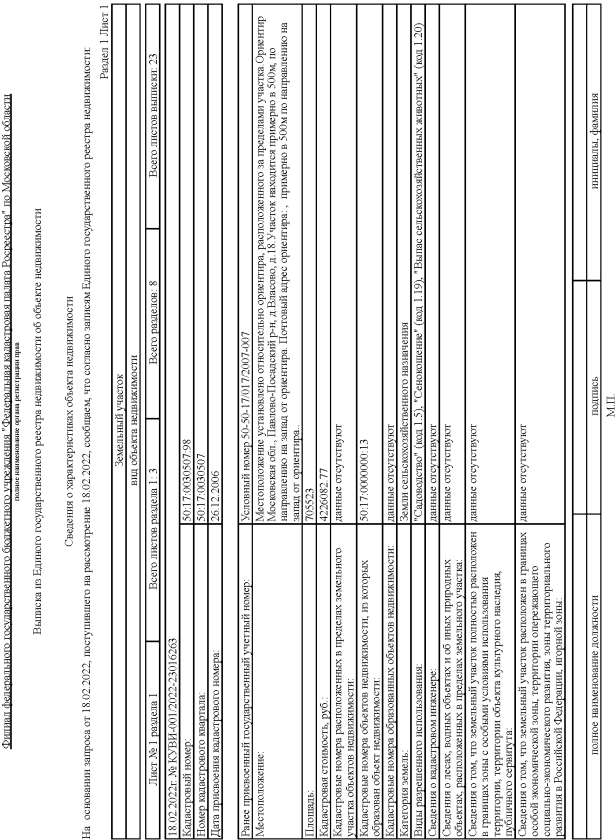 Филиал федерального государственного бюджетного учреждения "Федеральная кадастровая палата Росреестра" по Московской области
полное наименование органа регистрации прав
Выписка из Единого государственного реестра недвижимости об объекте недвижимости
Сведения о характеристиках объекта недвижимости
На основании запроса от 18.02.2022, поступившего на рассмотрение 18.02.2022, сообщаем, что согласно записям Единого государственного реестра недвижимости:
Раздел 1 Лист 1
Земельный участок
вид объекта недвижимости
Лист № 1 раздела 1 Всего листов раздела 1: 3 Всего разделов: 8 Всего листов выписки: 23
18.02.2022г. № КУВИ-001/2022-23016263
Кадастровый номер: 50:17:0030507:98
Номер кадастрового квартала: 50:17:0030507
Дата присвоения кадастрового номера: 26.12.2006
Ранее присвоенный государственный учетный номер: Условный номер 50-50-17/017/2007-007
Местоположение: Местоположение установлено относительно ориентира, расположенного за пределами участка Ориентир
Московская обл., Павлово-Посадский р-н, д.Власово, д.18.Участок находится примерно в 500м, по
направлению на запад от ориентира. Почтовый адрес ориентира: , примерно в 500м по направлению на
запад от ориентира.
Площадь: 705523
Кадастровая стоимость, руб.: 4226082.77
Кадастровые номера расположенных в пределах земельного данные отсутствуют
участка объектов недвижимости:
Кадастровые номера объектов недвижимости, из которых 50:17:0000000:13
образован объект недвижимости:
Кадастровые номера образованных объектов недвижимости: данные отсутствуют
Категория земель: Земли сельскохозяйственного назначения
Виды разрешенного использования: "Садоводство" (код 1.5), "Сенокошение" (код 1.19), "Выпас сельскохозяйственных животных" (код 1.20)
Сведения о кадастровом инженере: данные отсутствуют
Сведения о лесах, водных объектах и об иных природных данные отсутствуют
объектах, расположенных в пределах земельного участка:
Сведения о том, что земельный участок полностью расположен данные отсутствуют
в границах зоны с особыми условиями использования
территории, территории объекта культурного наследия,
публичного сервитута:
Сведения о том, что земельный участок расположен в границах данные отсутствуют
особой экономической зоны, территории опережающего
социально-экономического развития, зоны территориального
развития в Российской Федерации, игорной зоны:
полное наименование должности подпись инициалы, фамилия
М.П.